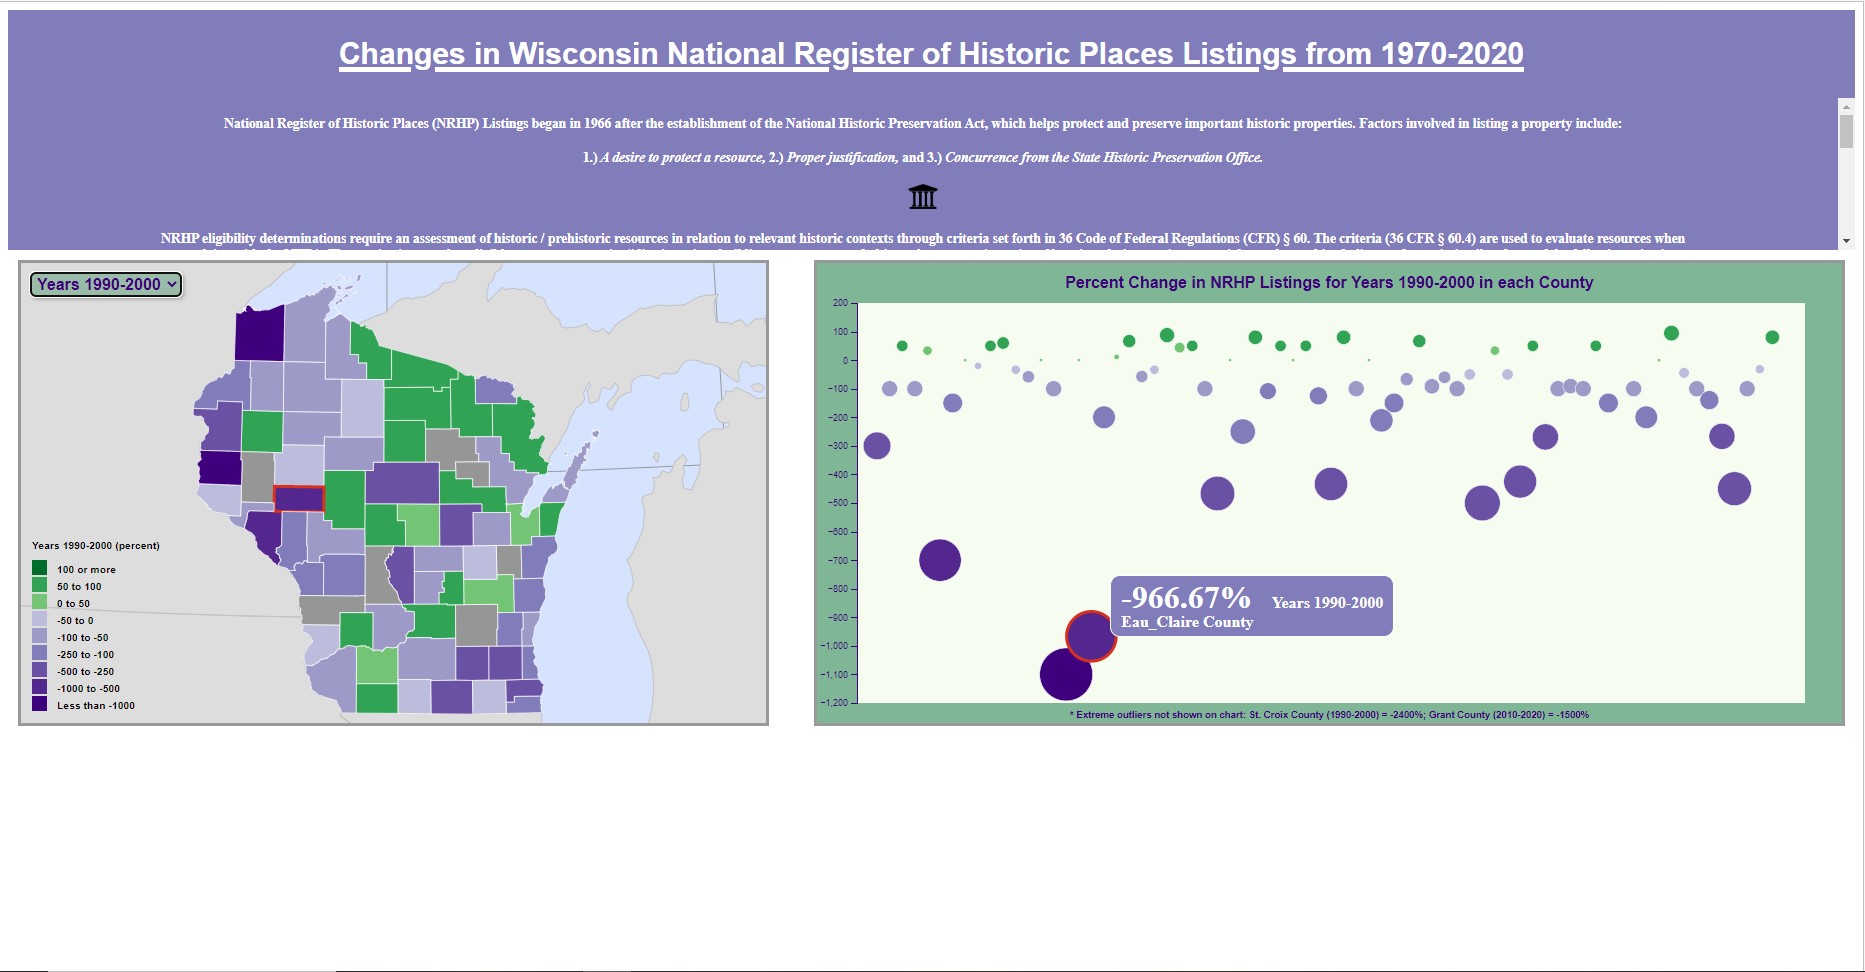 Changes in Wisconsin National Register of Historic Places Listings from 1970-2020
National Register of Historic Places (NRHP) Listings began in 1966 after the establishment of the National Historic Preservation Act, which helps protect and preserve important historic properties. Factors involved in listing a property include:
1.) A desire to protect a resource, 2.) Proper justification, and 3.) Concurrence from the State Historic Preservation Office.
NRHP eligibility determinations require an assessment of historic / prehistoric resources in relation to relevant historic contexts through criteria set forth in 36 Code of Federal Regulations (CFR) § 60. The criteria (36 CFR § 60.4) are used to evaluate resources when
Years 1990-2000
Years 1990-2000 (percent)
100 or more
50 to 100
0 to 50
-50 to 0
-100 to -50
-250 to -100
-500 to -250
-1000 to -500
Less than -1000
Percent Change in NRHP Listings for Years 1990-2000 in each County
200
100
0
−100
−200
−300
−400
−500
−600
−700
−800
−900
−1,000
−1,100
−1,200
-966.67% Years 1990-2000
Eau_Claire County
* Extreme outliers not shown on chart: St. Croix County (1990-2000) = -2400%; Grant County (2010-2020) = -1500%